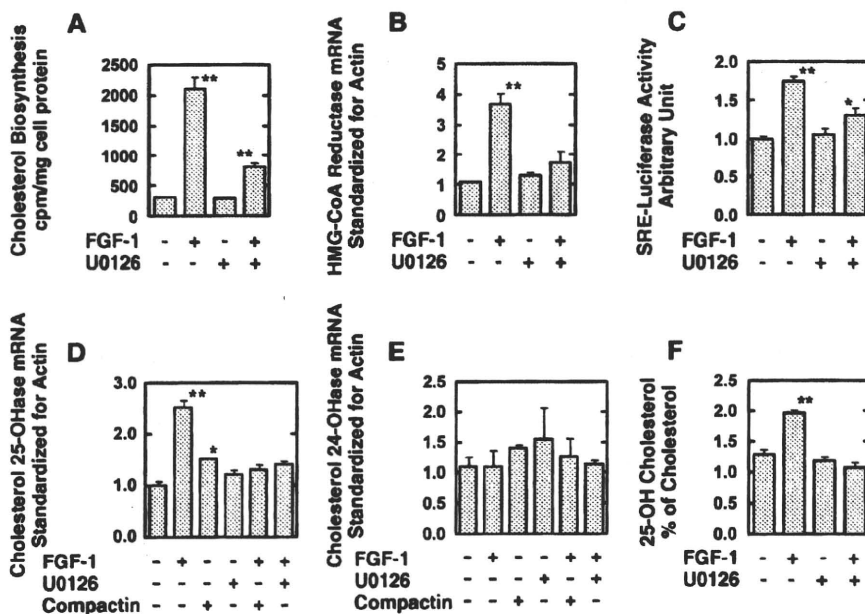 A
Cholesterol Biosynthesis
cpm/mg cell protein
2500
2000
1500
1000
500
0
**
**
FGF-1 - + - +
U0126 - - + +
B
HMG-CoA Reductase mRNA
Standardized for Actin
5
4
3
2
1
0
**
FGF-1 - + - +
U0126 - - + +
C
SRE-Luciferase Activity
Arbitrary Unit
2.0
1.5
1.0
0.5
0.0
**
*
FGF-1 - + - +
U0126 - - + +
D
Cholesterol 25-OHase mRNA
Standardized for Actin
3.0
2.0
1.0
0.0
**
*
FGF-1 - + - - + +
U0126 - - - + - +
Compactin - - + - + -
E
Cholesterol 24-OHase mRNA
Standardized for Actin
2.5
2.0
1.5
1.0
0.5
0.0
FGF-1 - + - - + +
U0126 - - - + - +
Compactin - - + - + -
F
25-OH Cholesterol
% of Cholesterol
2.5
2.0
1.5
1.0
0.5
0.0
**
FGF-1 - + - +
U0126 - - + +